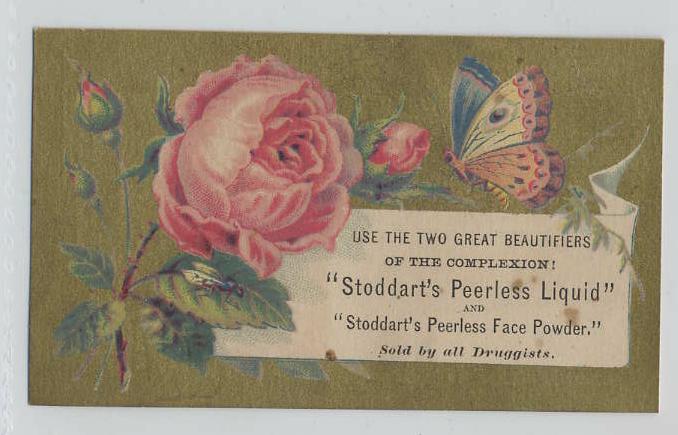 USE THE TWO GREAT BEAUTIFIERS
OF THE COMPLEXION!
"Stoddart's Peerless Liquid"
AND
"Stoddart's Peerless Face Powder."
Sold by all Druggists.